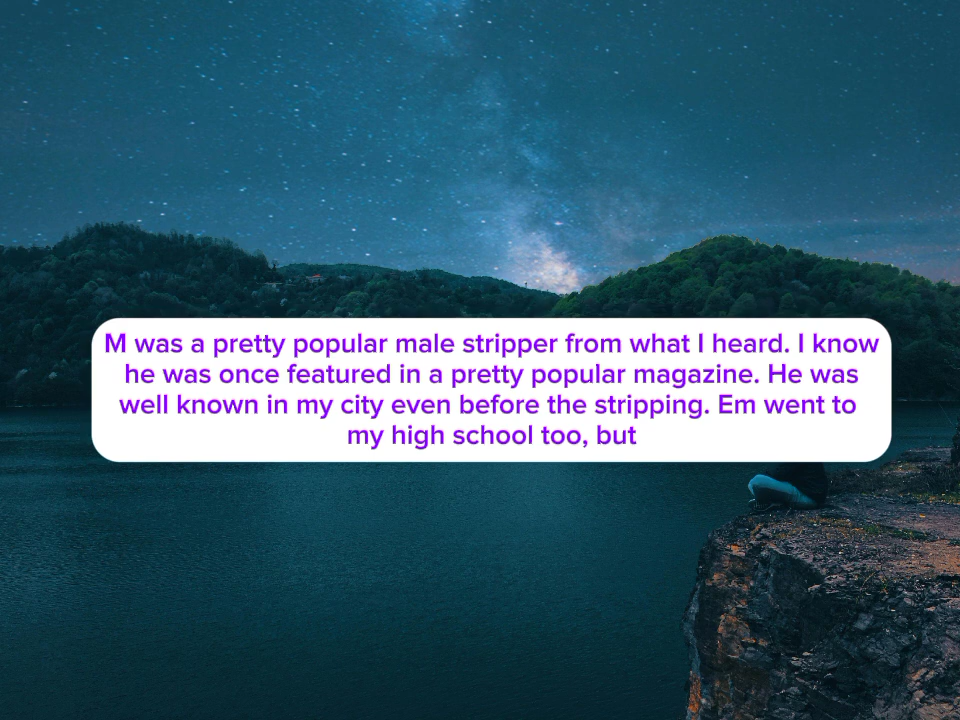 M was a pretty popular male stripper from what I heard. I know
he was once featured in a pretty popular magazine. He was
well known in my city even before the stripping. Em went to
my high school too, but